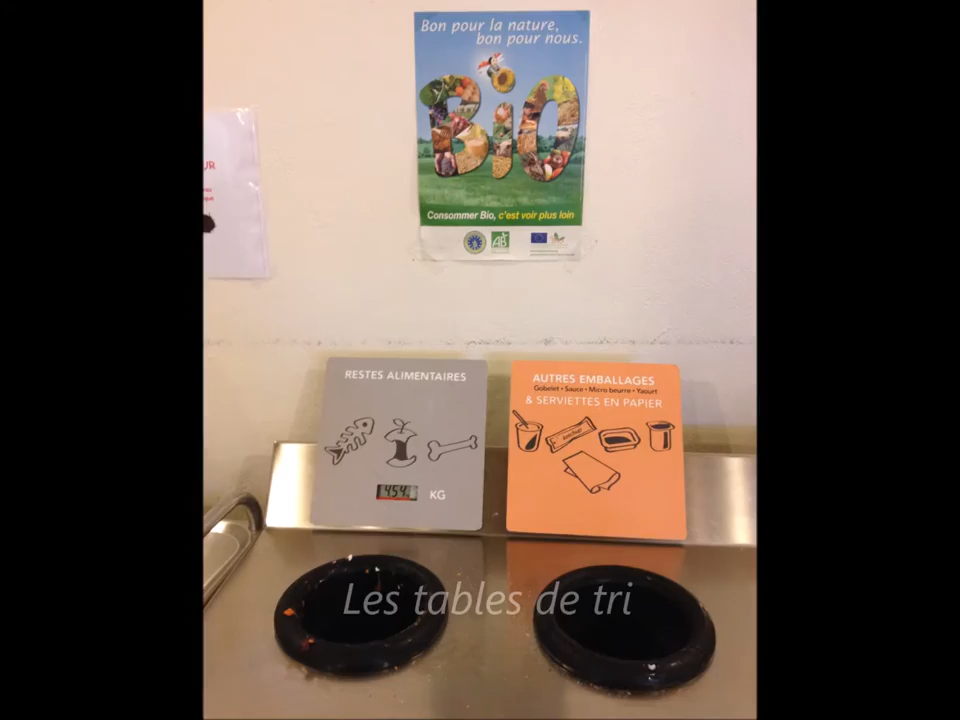 Bon pour la nature,
bon pour nous.
Bio
Consommer Bio, c'est voir plus loin
AB
UR
RESTES ALIMENTAIRES
KG
AUTRES EMBALLAGES
Gobelet • Sauce • Micro beurre • Yaourt
& SERVIETTES EN PAPIER
Les tables de tri